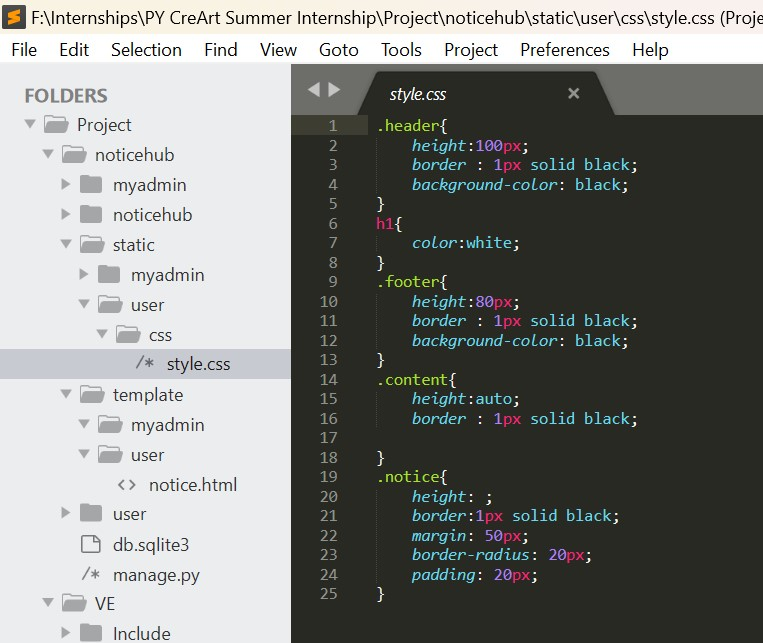 F:\Internships\PY CreArt Summer Internship\Project\noticehub\static\user\css\style.css (Proje
File Edit Selection Find View Goto Tools Project Preferences Help
FOLDERS
Project
noticehub
myadmin
noticehub
static
myadmin
user
css
/* style.css
template
myadmin
user
<> notice.html
user
db.sqlite3
/* manage.py
VE
Include
style.css ×
1 .header{
2 height:100px;
3 border : 1px solid black;
4 background-color: black;
5 }
6 h1{
7 color:white;
8 }
9 .footer{
10 height:80px;
11 border : 1px solid black;
12 background-color: black;
13 }
14 .content{
15 height:auto;
16 border : 1px solid black;
17
18 }
19 .notice{
20 height: ;
21 border:1px solid black;
22 margin: 50px;
23 border-radius: 20px;
24 padding: 20px;
25 }